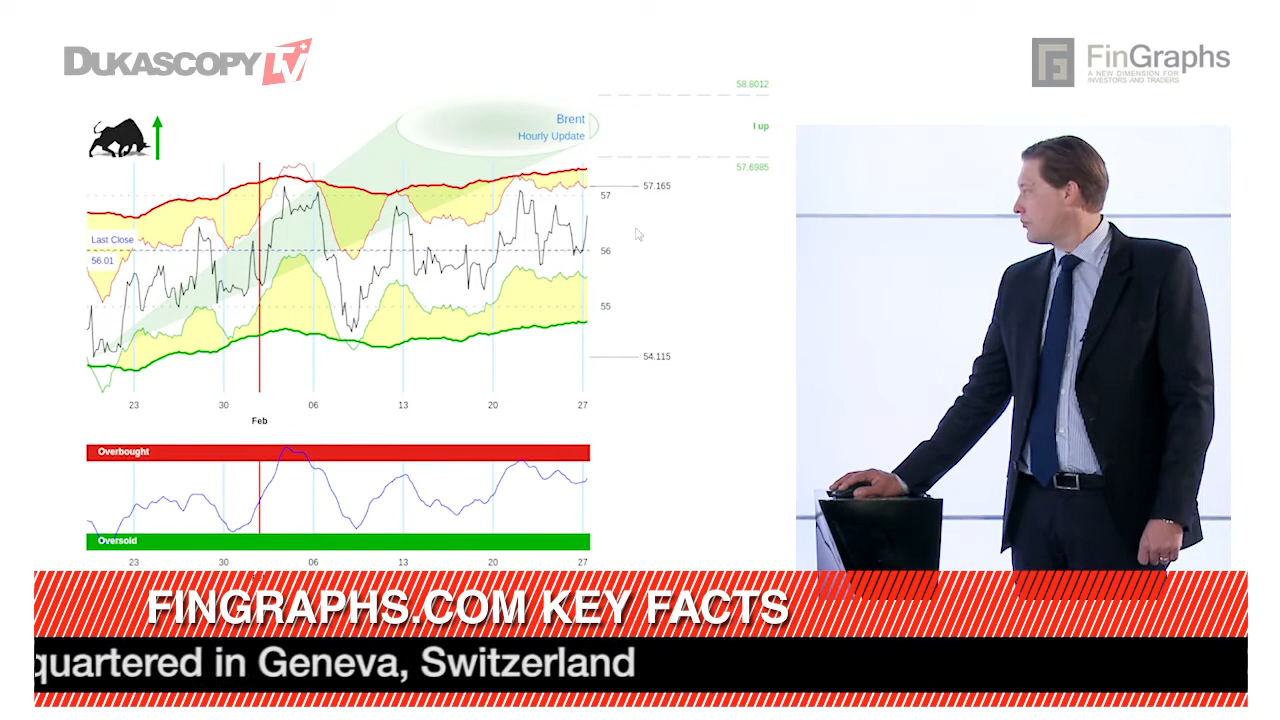 DUKASCOPY TV
FinGraphs
A NEW DIMENSION FOR
INVESTORS AND TRADERS
58.8012
Brent
I up
Hourly Update
57.6985
57.165
57
Last Close
56
56.01
55
54.115
23 30 06 13 20 27
Feb
Overbought
Oversold
23 30 06 13 20 27
FINGRAPHS.COM KEY FACTS
quartered in Geneva, Switzerland